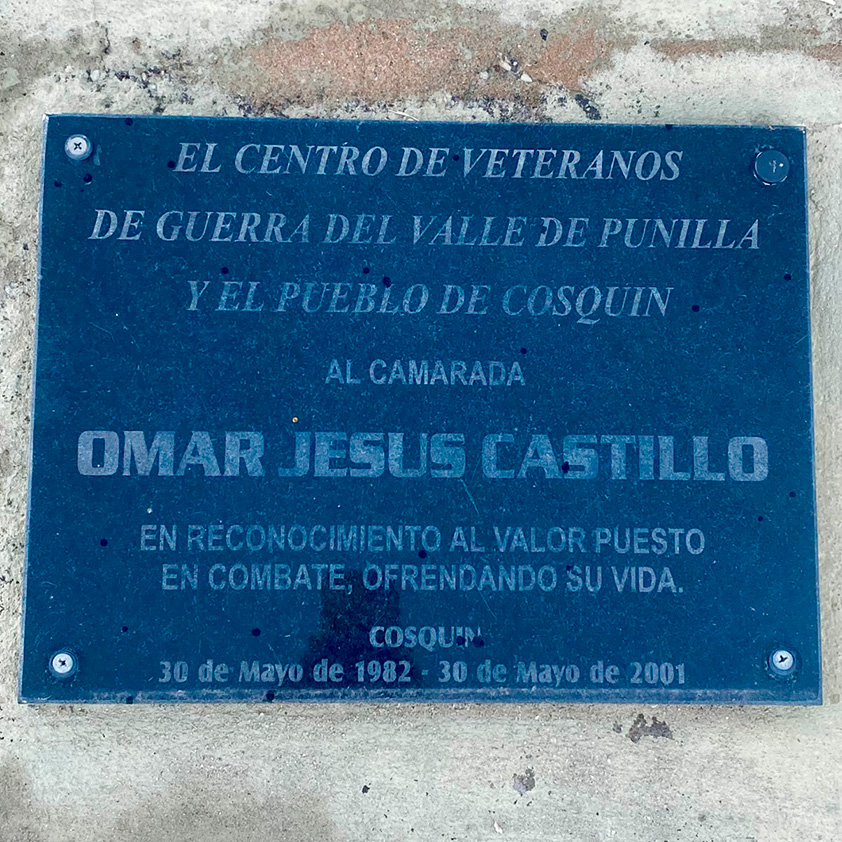 EL CENTRO DE VETERANOS
DE GUERRA DEL VALLE DE PUNILLA
Y EL PUEBLO DE COSQUIN
AL CAMARADA
OMAR JESUS CASTILLO
EN RECONOCIMIENTO AL VALOR PUESTO
EN COMBATE, OFRENDANDO SU VIDA.
COSQUIN
30 de Mayo de 1982 - 30 de Mayo de 2001